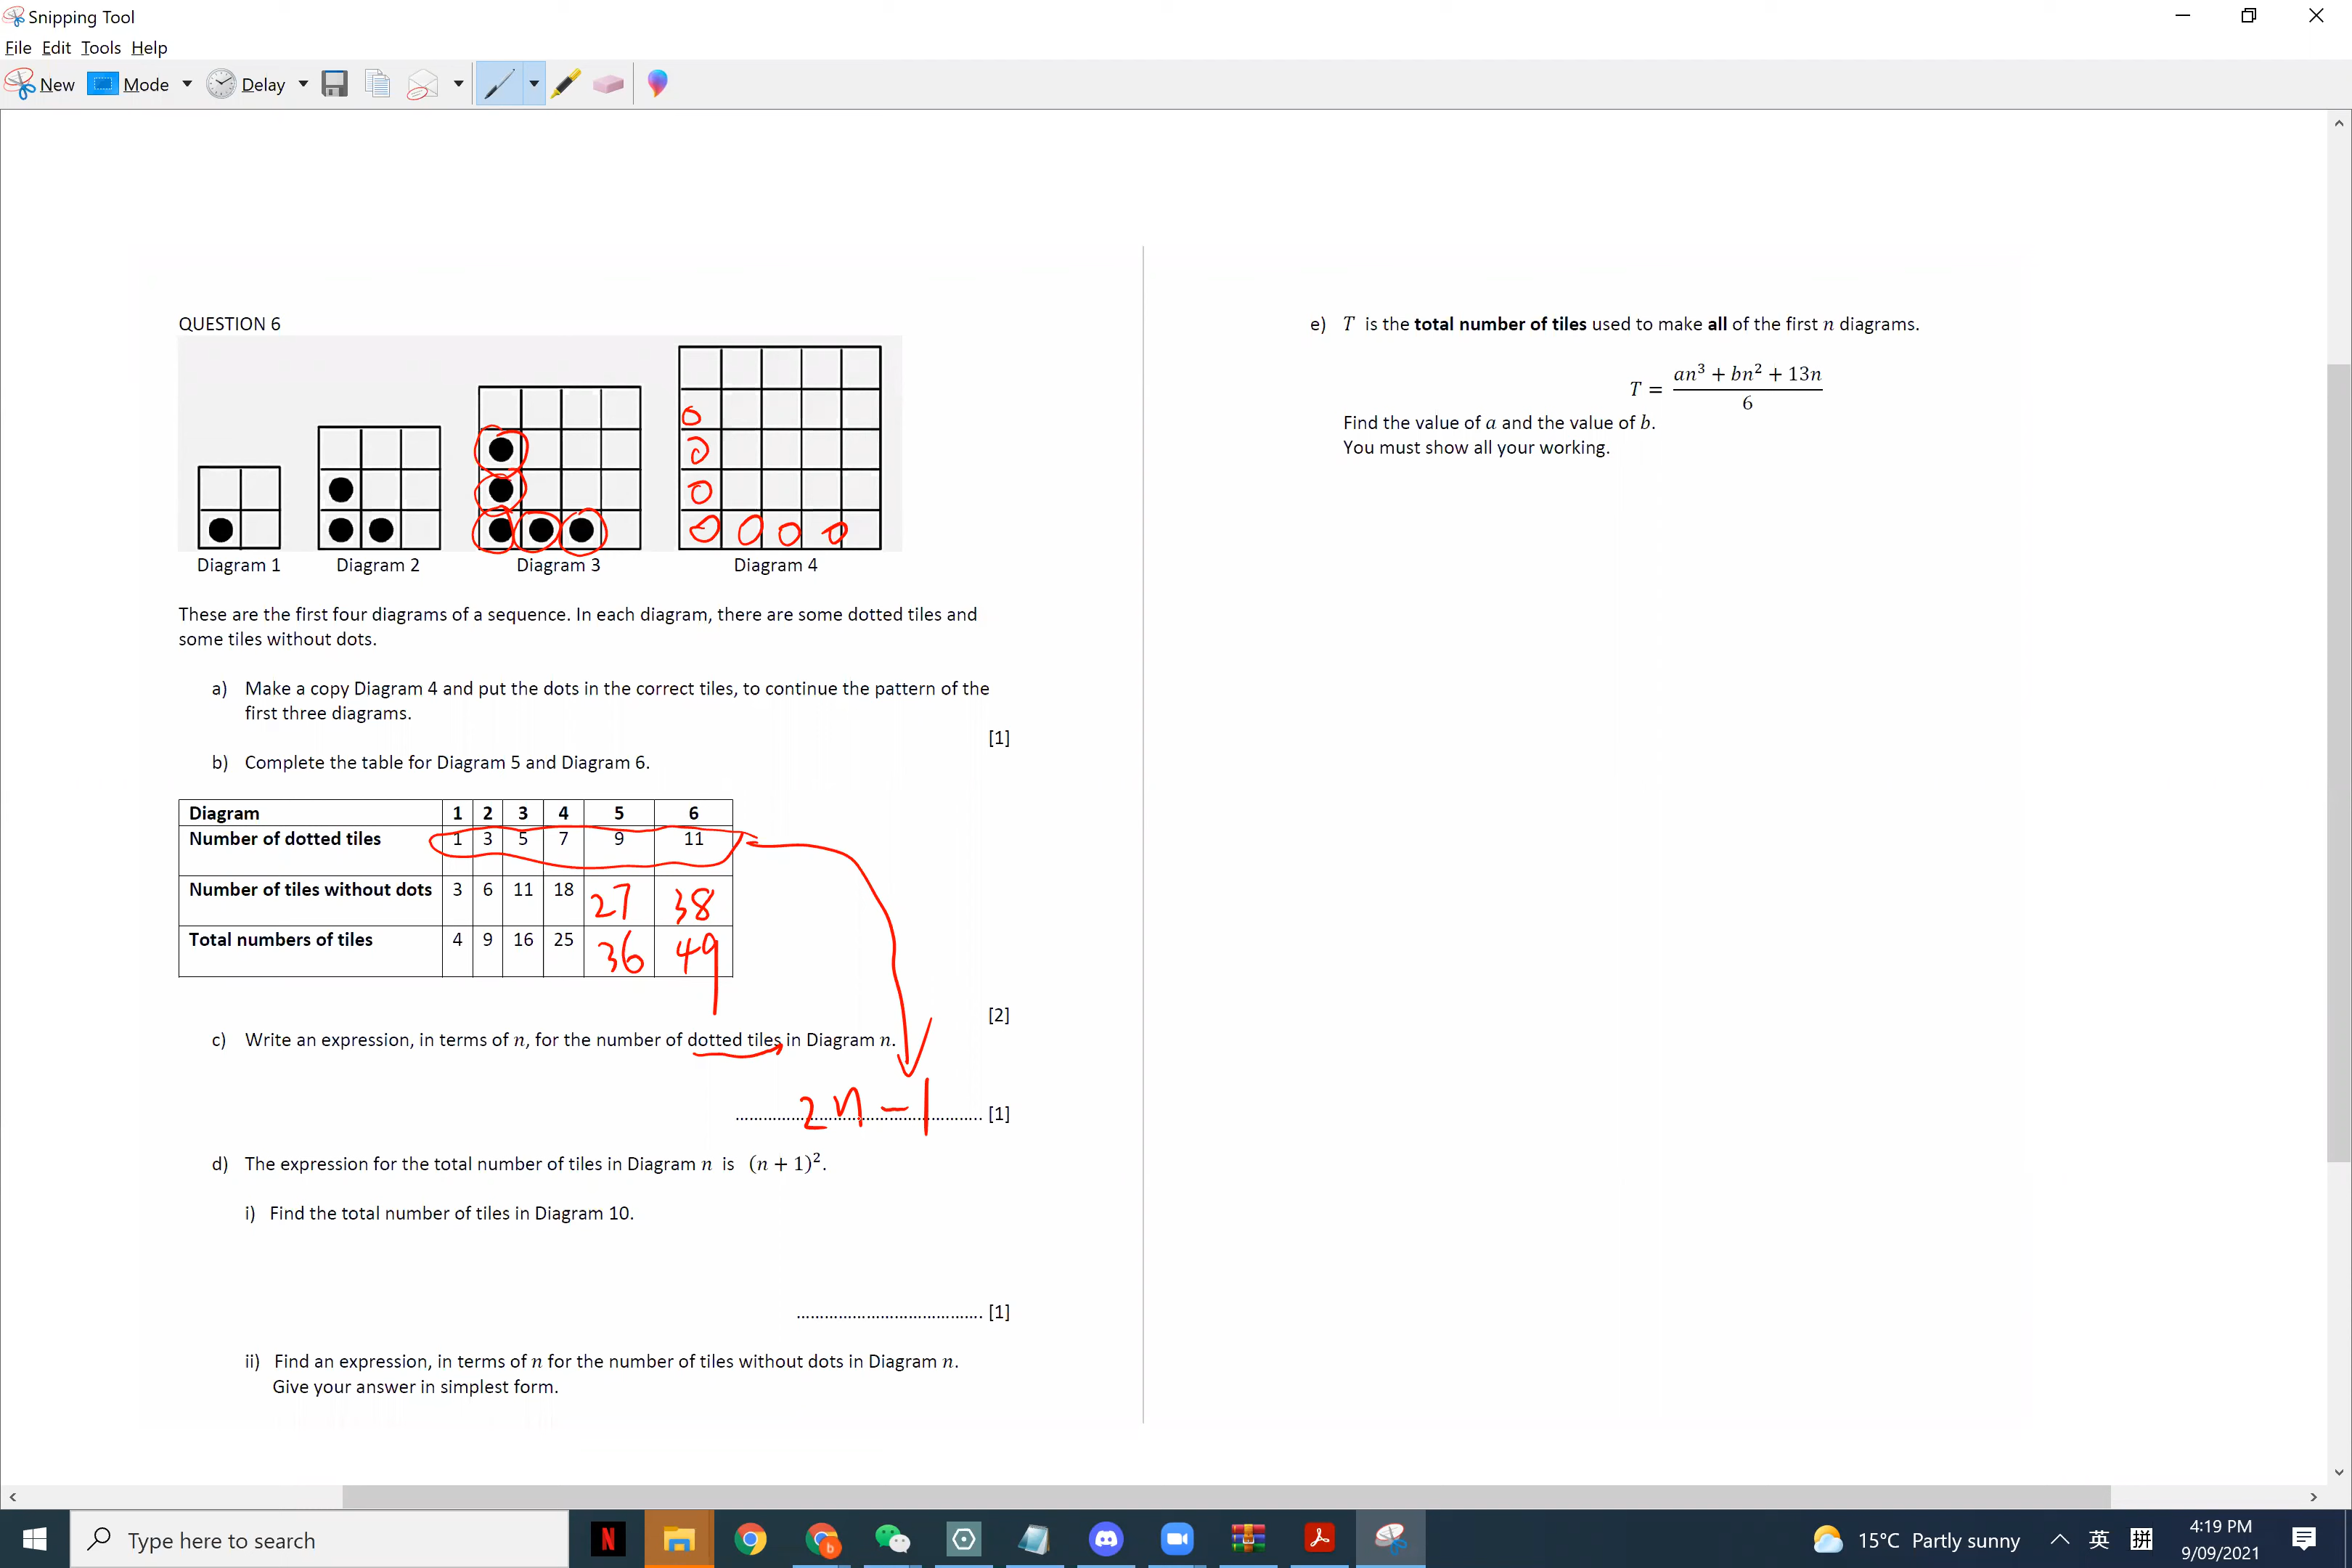 Snipping Tool
File Edit Tools Help
New Mode Delay
QUESTION 6
Diagram 1 Diagram 2 Diagram 3 Diagram 4
These are the first four diagrams of a sequence. In each diagram, there are some dotted tiles and
some tiles without dots.
a) Make a copy Diagram 4 and put the dots in the correct tiles, to continue the pattern of the
first three diagrams.
[1]
b) Complete the table for Diagram 5 and Diagram 6.
Diagram 1 2 3 4 5 6
Number of dotted tiles 1 3 5 7 9 11
Number of tiles without dots 3 6 11 18 27 38
Total numbers of tiles 4 9 16 25 36 49
[2]
c) Write an expression, in terms of n, for the number of dotted tiles in Diagram n.
2n-1 [1]
d) The expression for the total number of tiles in Diagram n is (n + 1)².
i) Find the total number of tiles in Diagram 10.
[1]
ii) Find an expression, in terms of n for the number of tiles without dots in Diagram n.
Give your answer in simplest form.
e) T is the total number of tiles used to make all of the first n diagrams.
T = (an³ + bn² + 13n)/6
Find the value of a and the value of b.
You must show all your working.
Type here to search
15°C Partly sunny
英
拼
4:19 PM
9/09/2021